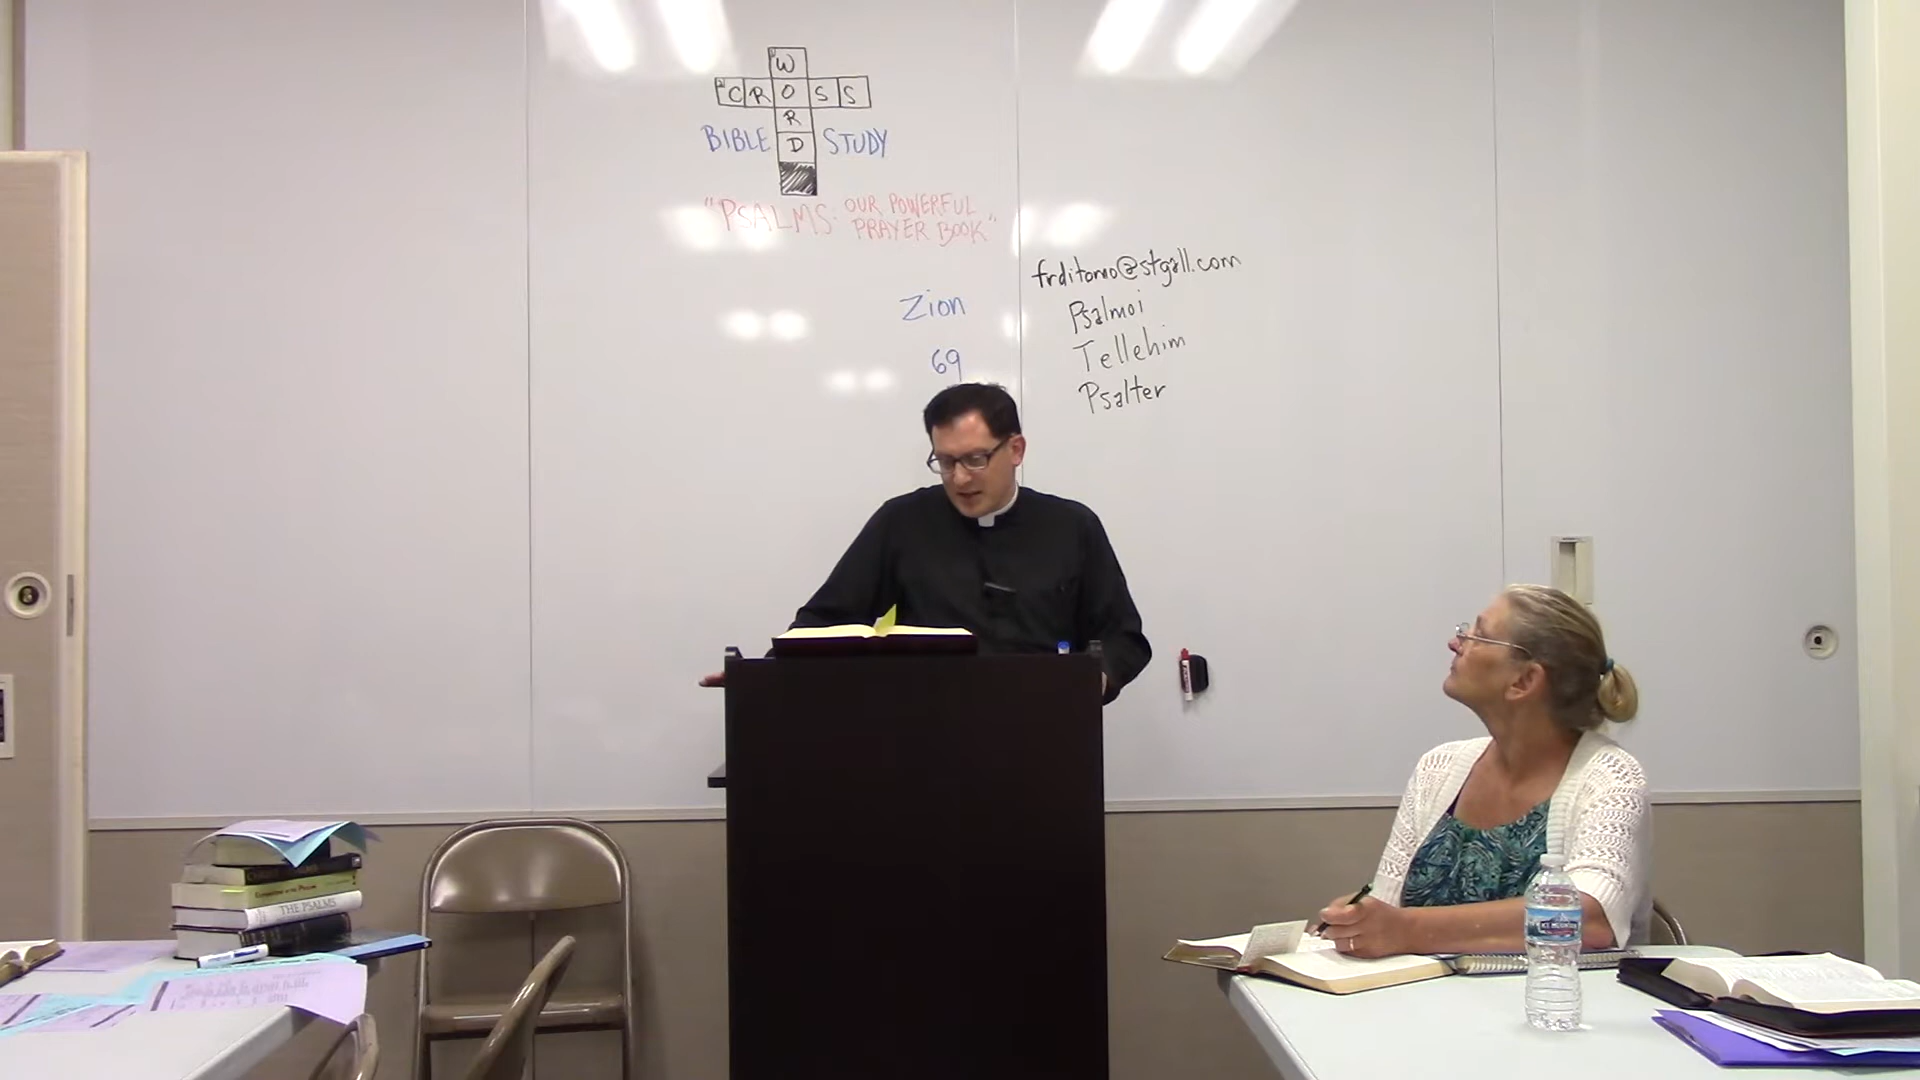 W
CROSS
R
BIBLE D STUDY
"PSALMS: OUR POWERFUL
PRAYER BOOK"
frditomo@stgall.com
Zion
Psalmoi
Tellehim
69
Psalter
THE PSALMS